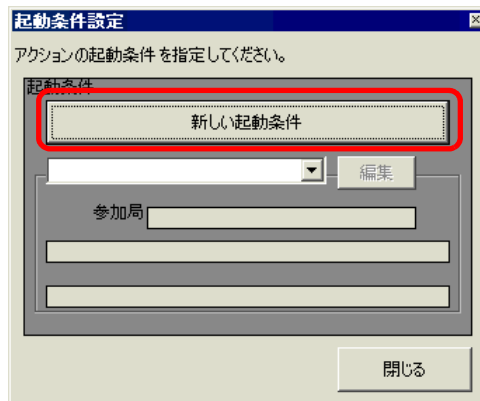 起動条件設定
アクションの起動条件を指定してください。
起動条件
新しい起動条件
編集
参加局
閉じる